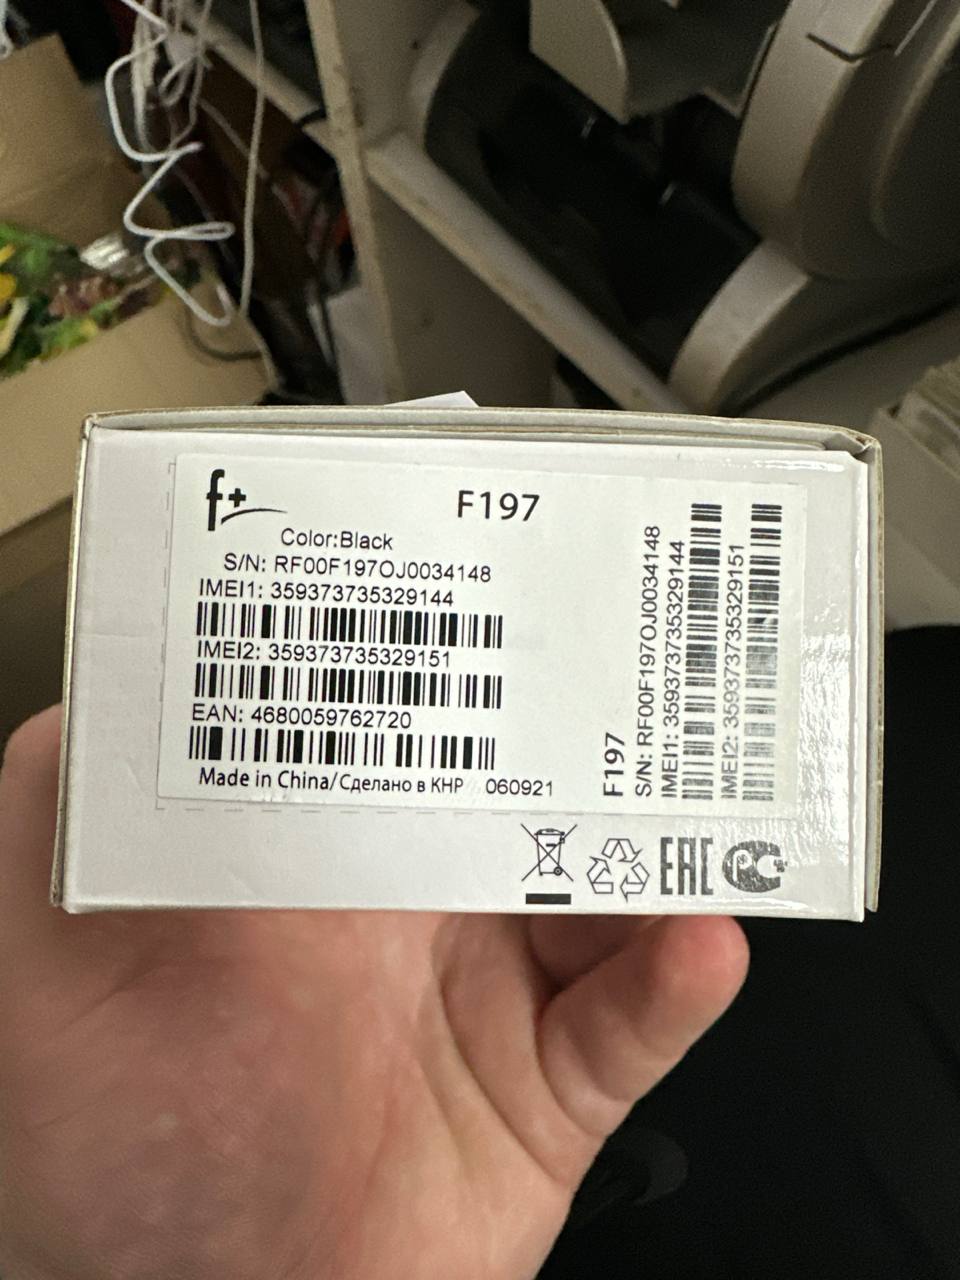 f+
F197
Color:Black
S/N: RF00F197OJ0034148
IMEI1: 359373735329144
IMEI2: 359373735329151
EAN: 4680059762720
Made in China/Сделано в КНР 060921
F197
S/N: RF00F197OJ0034148
IMEI1: 359373735329144
IMEI2: 359373735329151
EAC
РС